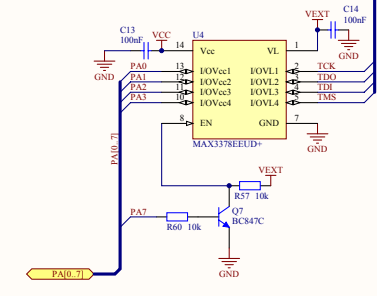 C14
VEXT
100nF
C13
100nF
VCC
U4
GND
14 Vcc VL 1
GND
PA0 13 I/OVcc1 I/OVL1 2 TCK
PA1 12 I/OVcc2 I/OVL2 3 TDO
PA2 11 I/OVcc3 I/OVL3 4 TDI
PA3 10 I/OVcc4 I/OVL4 5 TMS
8 EN GND 7
MAX3378EEUD+
GND
PA[0..7]
VEXT
R57 10k
PA7
R60 10k
Q7
BC847C
GND
PA[0..7]